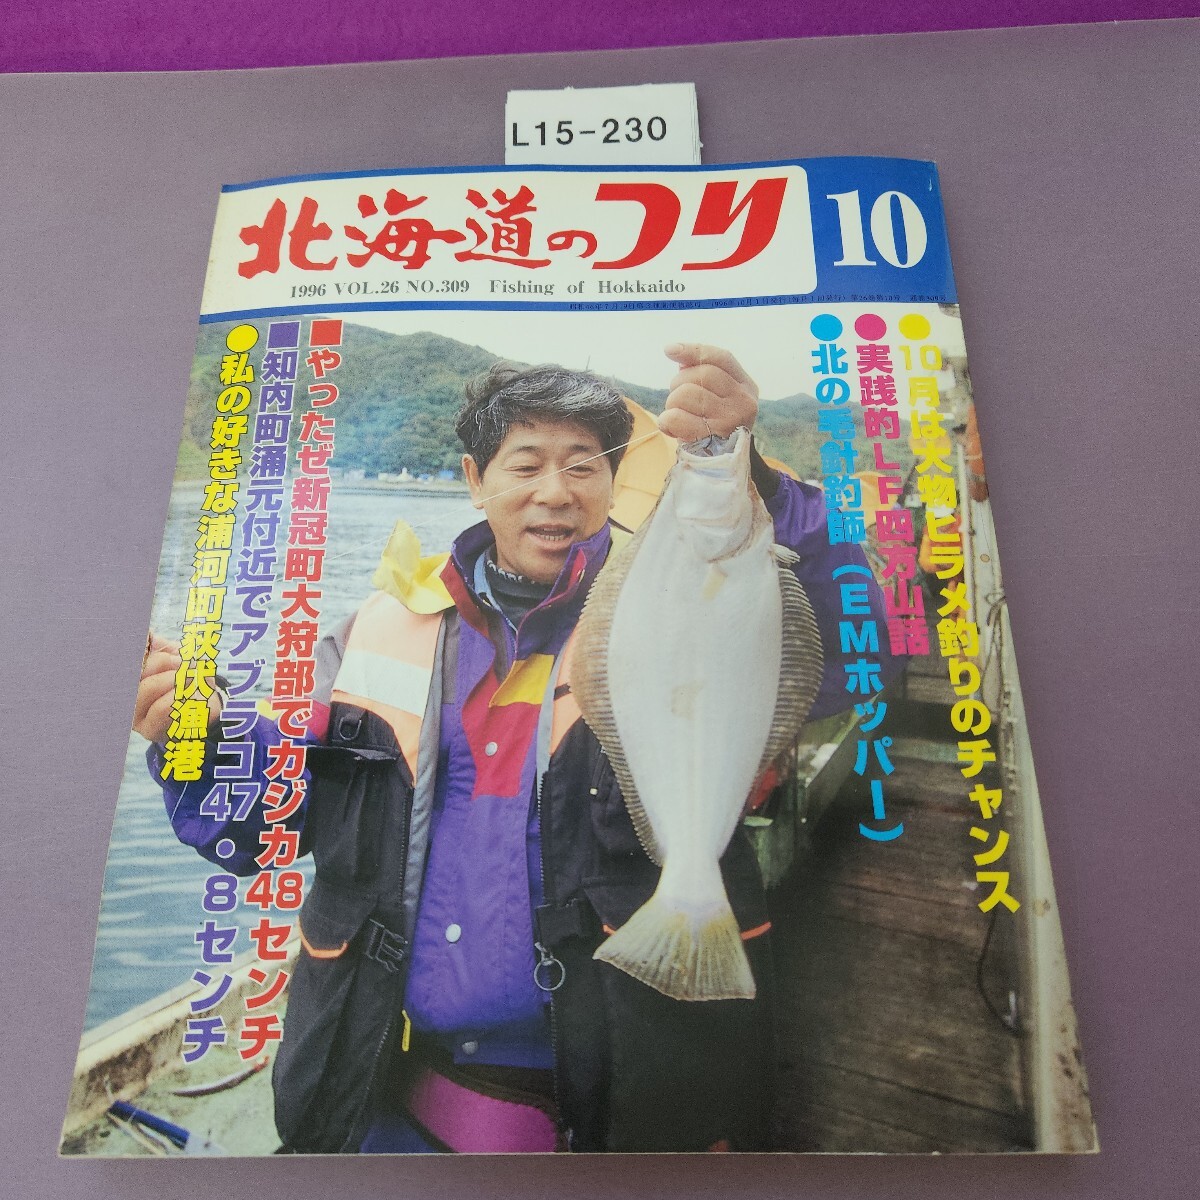 L15-230
北海道のつり
10
1996 VOL.26 NO.309 Fishing of Hokkaido
●10月は大物ヒラメ釣りのチャンス
●実践的LF四方山話
●北の毛針釣師（EMホッパー）
■やったぜ新冠町大狩部でカジカ48センチ
■知内町涌元付近でアブラコ47・8センチ
●私の好きな浦河町荻伏漁港